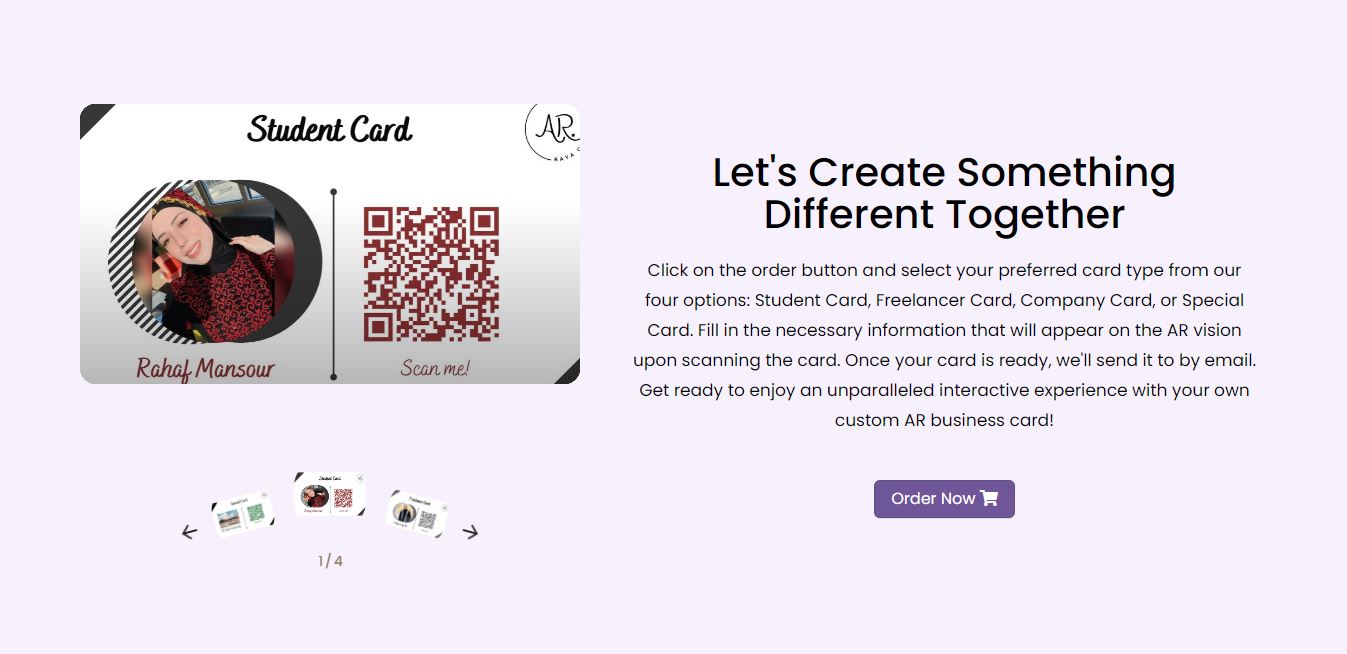 Student Card
AR.
RAYA
Rahaf Mansour
Scan me!
Let's Create Something
Different Together
Click on the order button and select your preferred card type from our
four options: Student Card, Freelancer Card, Company Card, or Special
Card. Fill in the necessary information that will appear on the AR vision
upon scanning the card. Once your card is ready, we'll send it to by email.
Get ready to enjoy an unparalleled interactive experience with your own
custom AR business card!
Order Now
Student Card
1 / 4